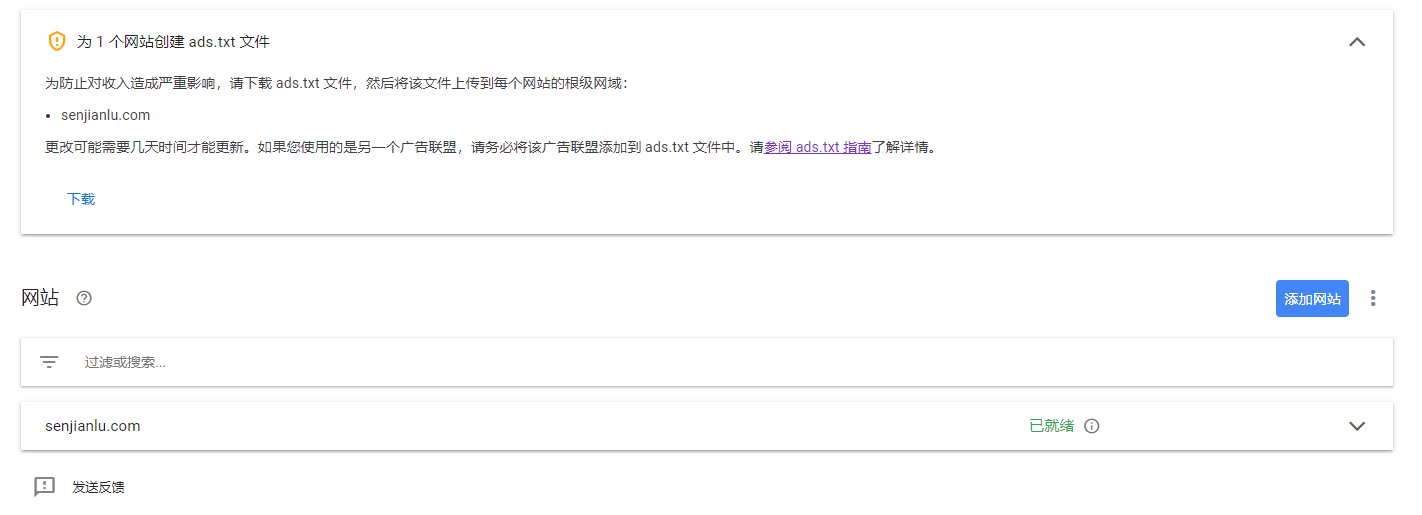 为 1 个网站创建 ads.txt 文件
为防止对收入造成严重影响，请下载 ads.txt 文件，然后将该文件上传到每个网站的根级网域：
• senjianlu.com
更改可能需要几天时间才能更新。如果您使用的是另一个广告联盟，请务必将该广告联盟添加到 ads.txt 文件中。请参阅 ads.txt 指南了解详情。
下载
网站
添加网站
过滤或搜索...
senjianlu.com 已就绪
发送反馈